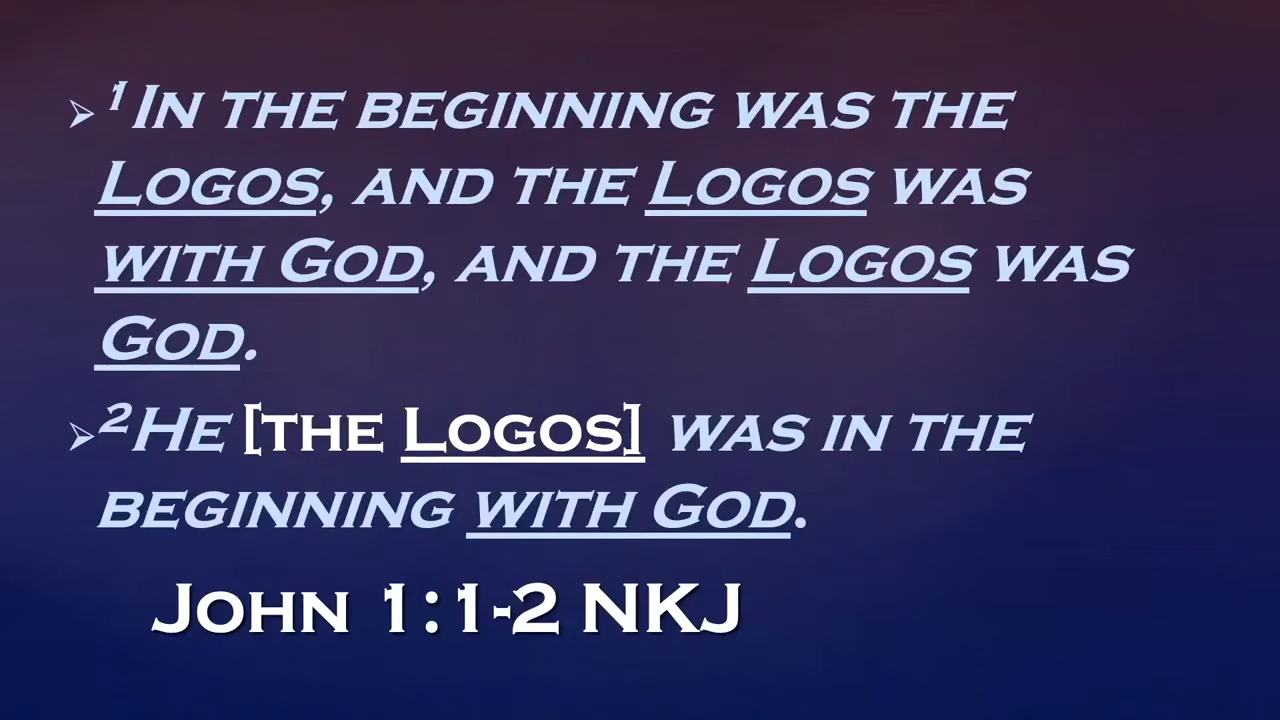 ➢ ¹In the beginning was the
Logos, and the Logos was
with God, and the Logos was
God.
➢ ²He [the Logos] was in the
beginning with God.
John 1:1-2 NKJ